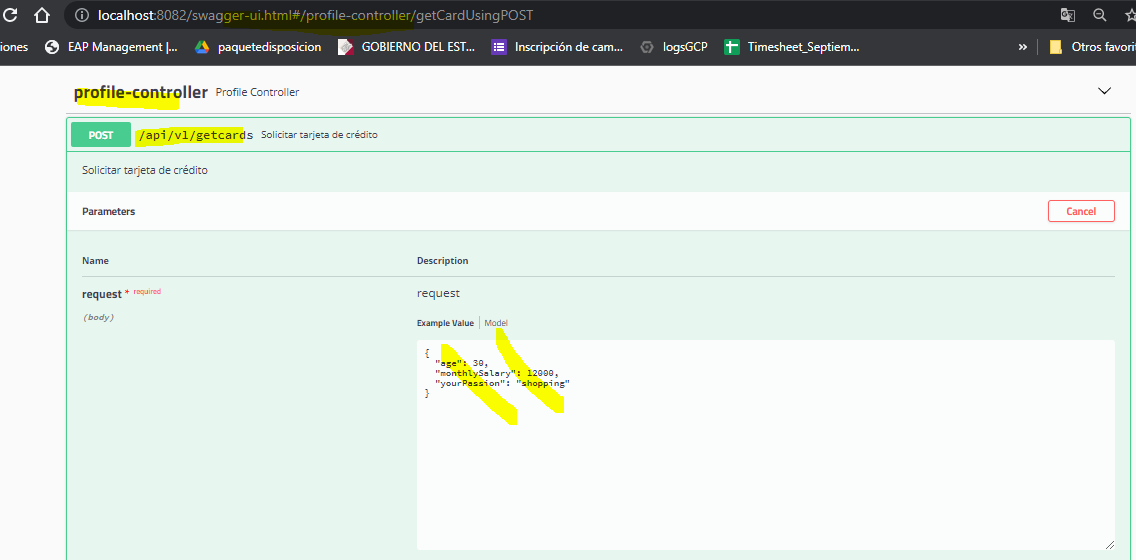 localhost:8082/swagger-ui.html#/profile-controller/getCardUsingPOST
iones EAP Management |... paquetedisposicion GOBIERNO DEL EST... Inscripción de cam... logsGCP Timesheet_Septiem... » Otros favorit
profile-controller Profile Controller
POST /api/v1/getcards Solicitar tarjeta de crédito
Solicitar tarjeta de crédito
Parameters Cancel
Name Description
request * required request
(body)
Example Value Model
{
"age": 30,
"monthlySalary": 12000,
"yourPassion": "shopping"
}